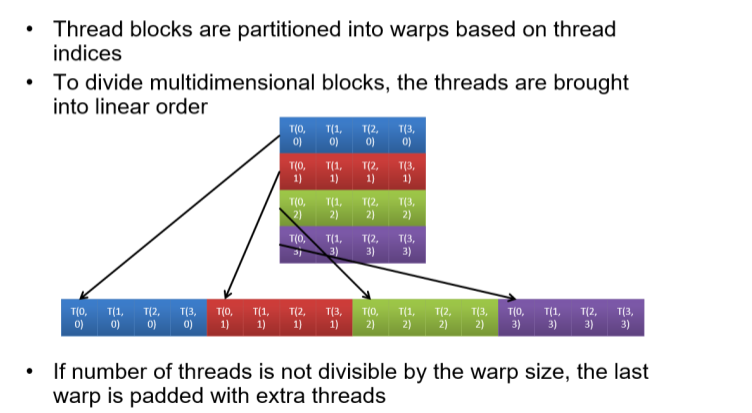 • Thread blocks are partitioned into warps based on thread
indices
• To divide multidimensional blocks, the threads are brought
into linear order
T(0, 0) T(1, 0) T(2, 0) T(3, 0)
T(0, 1) T(1, 1) T(2, 1) T(3, 1)
T(0, 2) T(1, 2) T(2, 2) T(3, 2)
T(0, 3) T(1, 3) T(2, 3) T(3, 3)
T(0, 0) T(1, 0) T(2, 0) T(3, 0) T(0, 1) T(1, 1) T(2, 1) T(3, 1) T(0, 2) T(1, 2) T(2, 2) T(3, 2) T(0, 3) T(1, 3) T(2, 3) T(3, 3)
• If number of threads is not divisible by the warp size, the last
warp is padded with extra threads